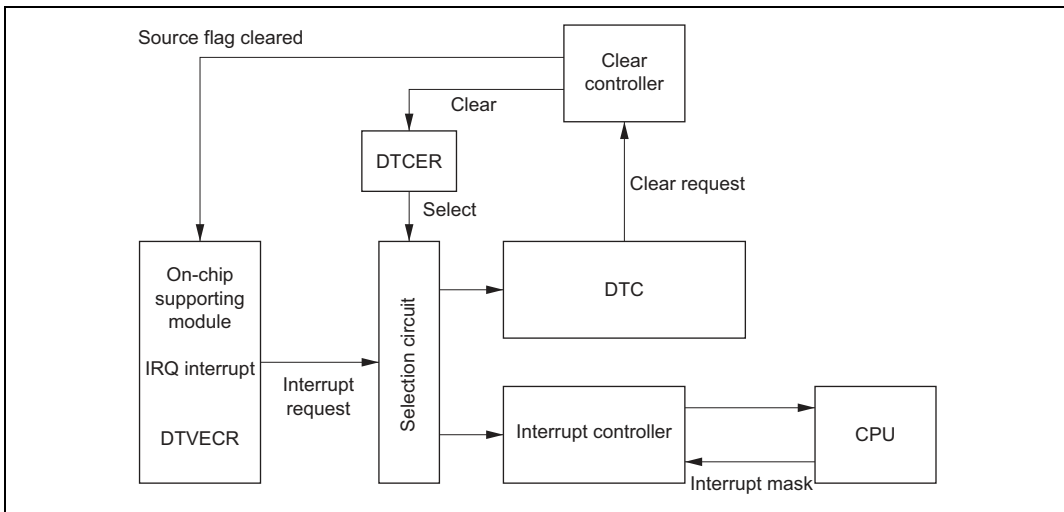 Source flag cleared
Clear
controller
Clear
DTCER
Clear request
Select
On-chip
supporting
module
IRQ interrupt
DTVECR
Interrupt
request
Selection circuit
DTC
Interrupt controller
CPU
Interrupt mask